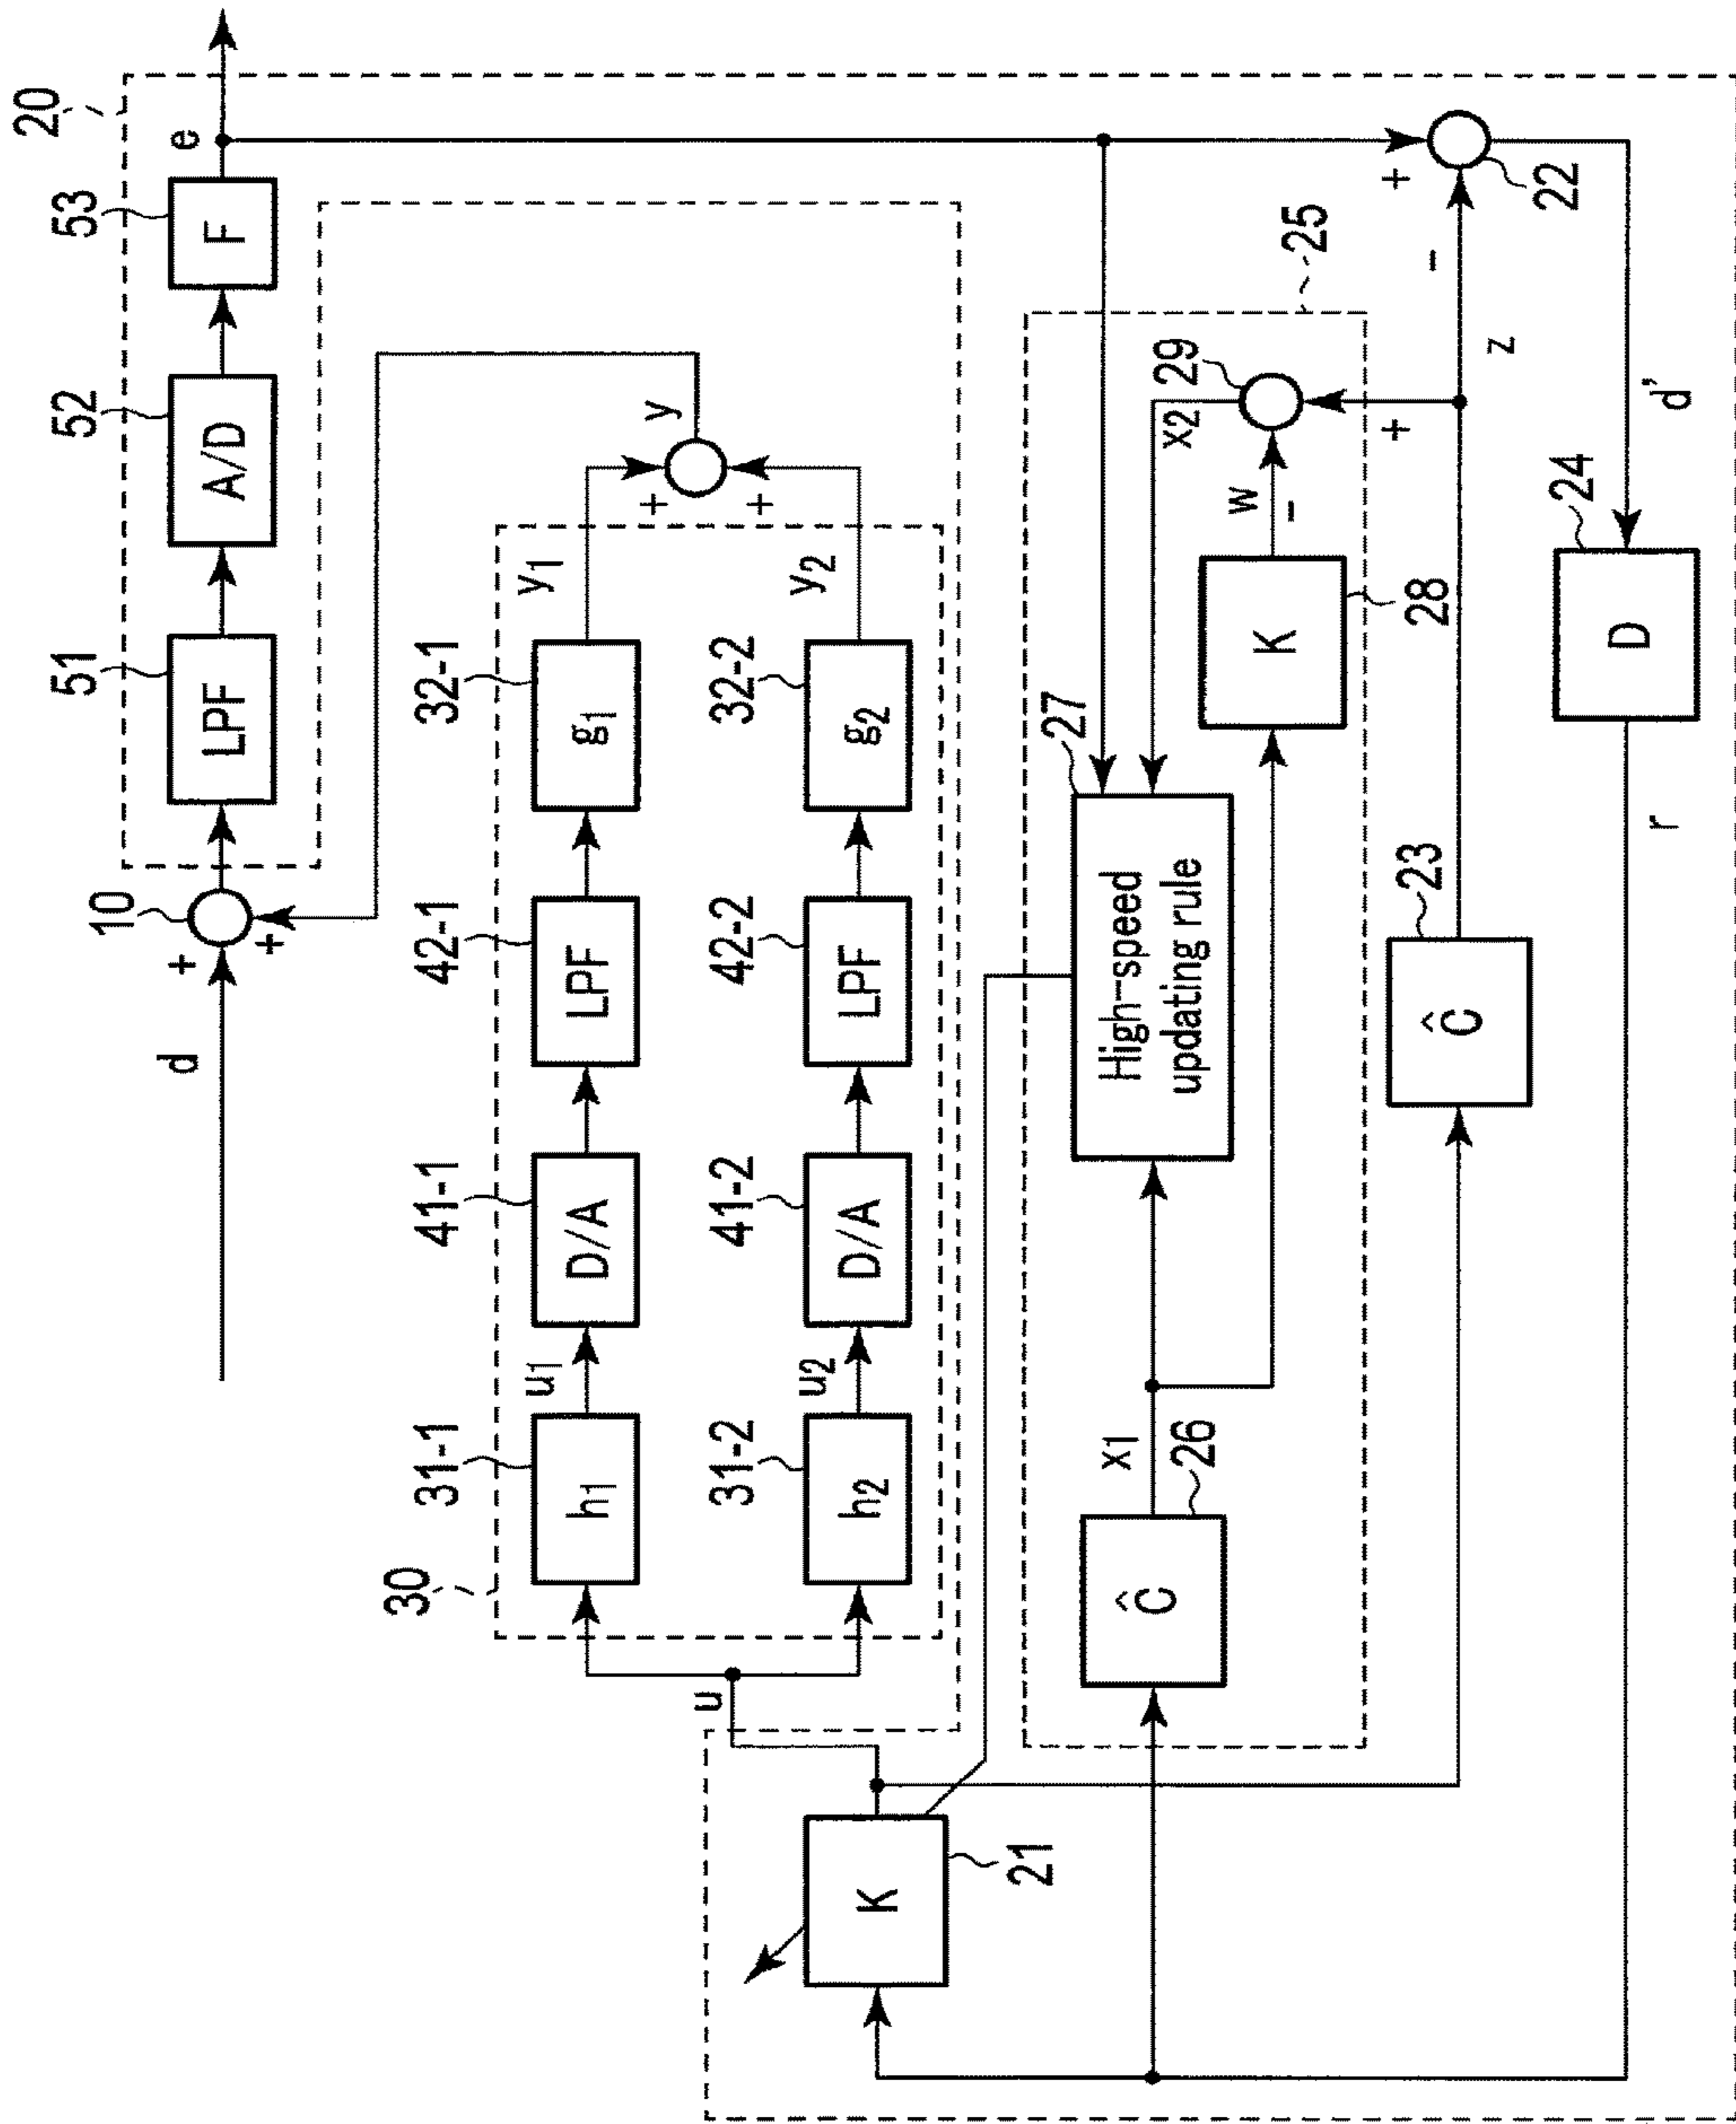 20
53
52
51
10
e
F
A/D
LPF
+
+
d
y
32-1
42-1
41-1
31-1
30
y1
+
g1
LPF
D/A
u1
h1
32-2
42-2
41-2
31-2
y2
+
g2
LPF
D/A
u2
h2
u
K
21
25
29
x2
w
-
+
K
28
27
High-speed
updating rule
x1
26
Ĉ
+
-
22
z
23
Ĉ
d'
24
D
r